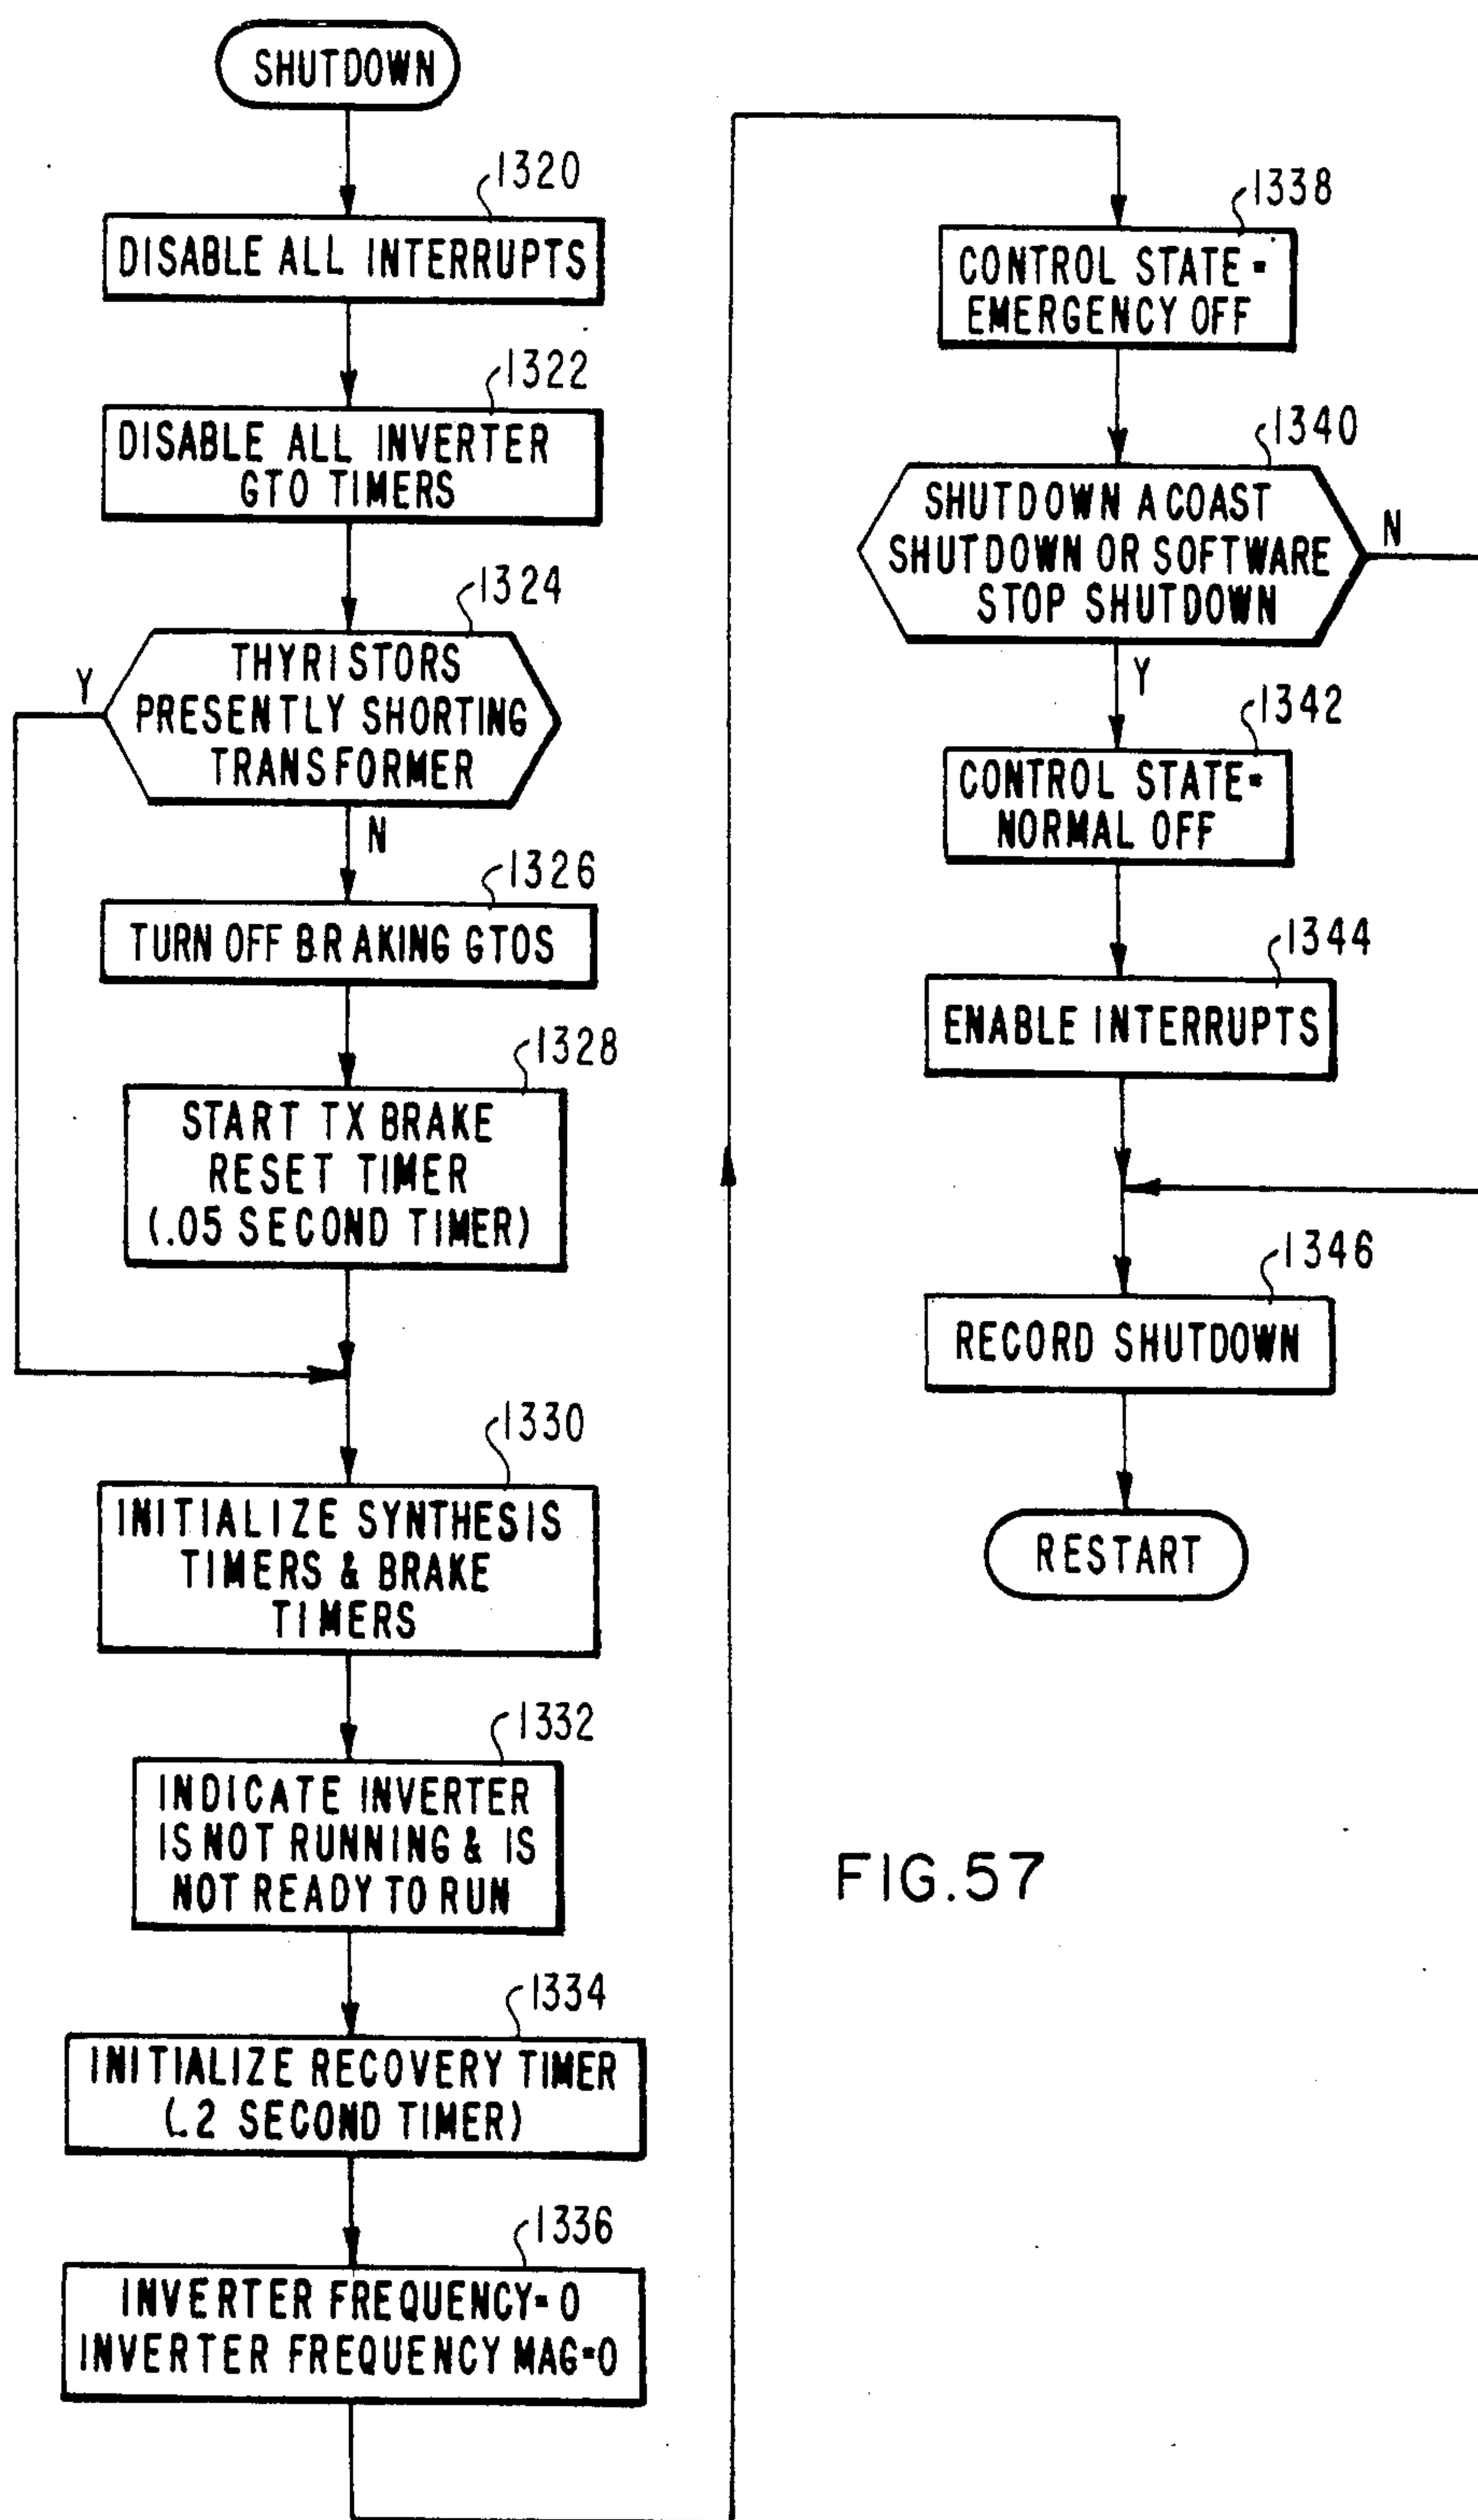 SHUTDOWN
1320
DISABLE ALL INTERRUPTS
1322
DISABLE ALL INVERTER
GTO TIMERS
1324
THYRISTORS
PRESENTLY SHORTING
TRANSFORMER
Y
N
1326
TURN OFF BRAKING GTOS
1328
START TX BRAKE
RESET TIMER
(.05 SECOND TIMER)
1330
INITIALIZE SYNTHESIS
TIMERS & BRAKE
TIMERS
1332
INDICATE INVERTER
IS NOT RUNNING & IS
NOT READY TO RUN
1334
INITIALIZE RECOVERY TIMER
(.2 SECOND TIMER)
1336
INVERTER FREQUENCY=0
INVERTER FREQUENCY MAG=0
1338
CONTROL STATE=
EMERGENCY OFF
1340
SHUTDOWN A COAST
SHUTDOWN OR SOFTWARE
STOP SHUTDOWN
N
Y
1342
CONTROL STATE=
NORMAL OFF
1344
ENABLE INTERRUPTS
1346
RECORD SHUTDOWN
RESTART
FIG.57